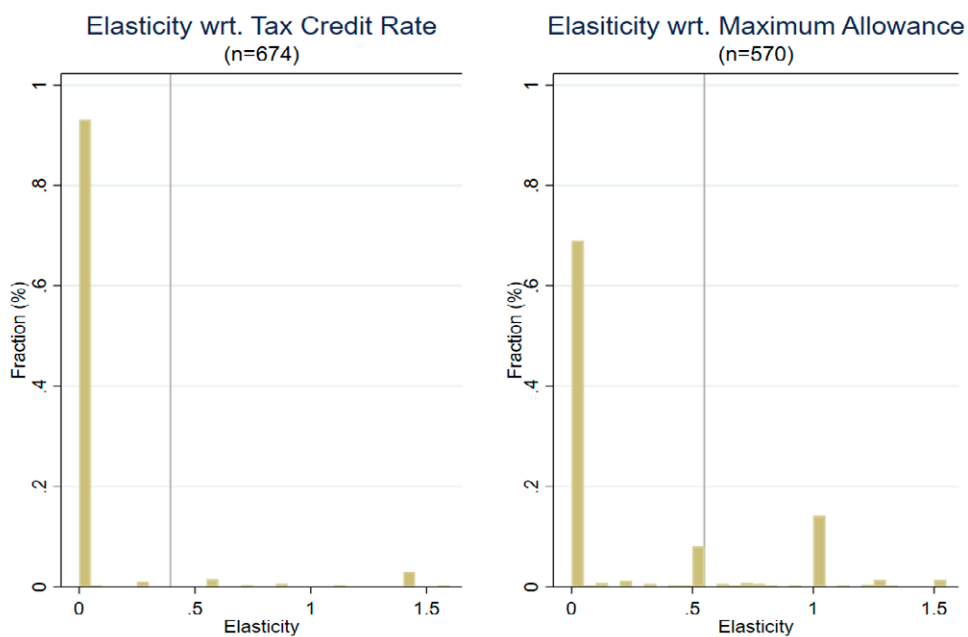 Elasticity wrt. Tax Credit Rate
(n=674)
Fraction (%)
1
.8
.6
.4
.2
0
0 .5 1 1.5
Elasticity
Elasiticity wrt. Maximum Allowance
(n=570)
Fraction (%)
1
.8
.6
.4
.2
0
0 .5 1 1.5
Elasticity